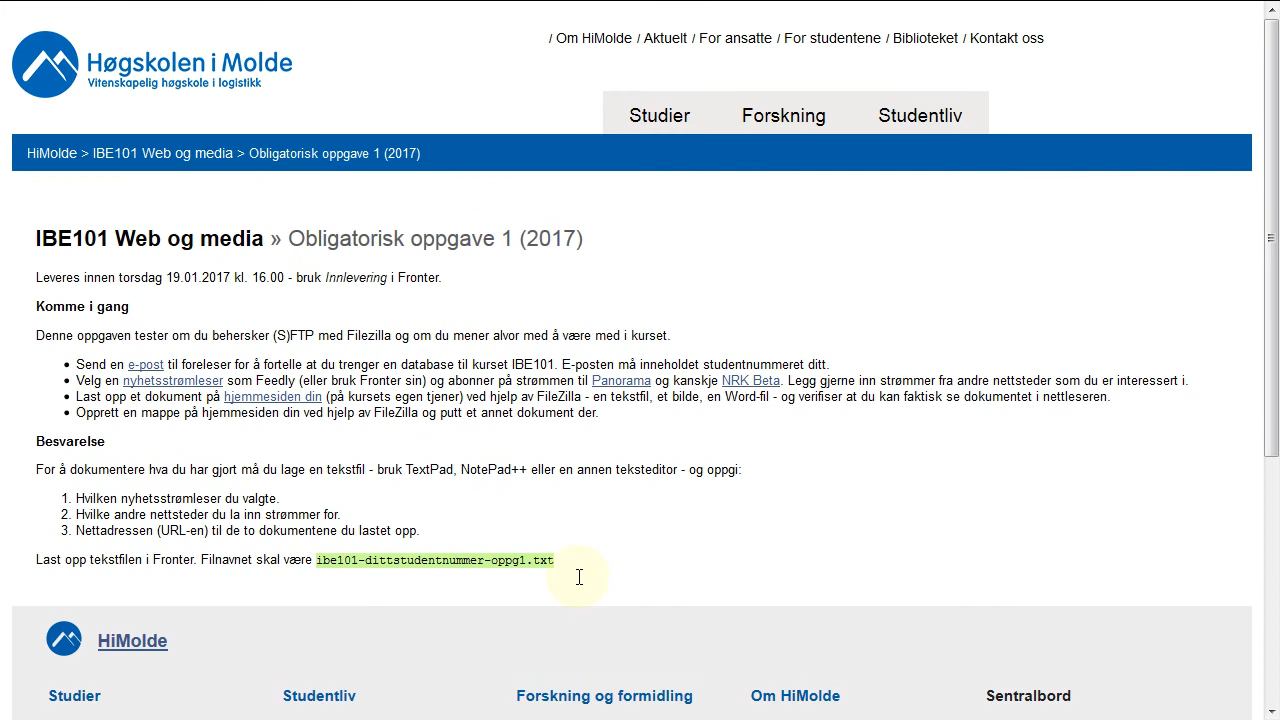 / Om HiMolde / Aktuelt / For ansatte / For studentene / Biblioteket / Kontakt oss
Høgskolen i Molde
Vitenskapelig høgskole i logistikk
Studier Forskning Studentliv
HiMolde > IBE101 Web og media > Obligatorisk oppgave 1 (2017)
IBE101 Web og media » Obligatorisk oppgave 1 (2017)
Leveres innen torsdag 19.01.2017 kl. 16.00 - bruk Innlevering i Fronter.
Komme i gang
Denne oppgaven tester om du behersker (S)FTP med Filezilla og om du mener alvor med å være med i kurset.
• Send en e-post til foreleser for å fortelle at du trenger en database til kurset IBE101. E-posten må inneholdet studentnummeret ditt.
• Velg en nyhetsstrømleser som Feedly (eller bruk Fronter sin) og abonner på strømmen til Panorama og kanskje NRK Beta. Legg gjerne inn strømmer fra andre nettsteder som du er interessert i.
• Last opp et dokument på hjemmesiden din (på kursets egen tjener) ved hjelp av FileZilla - en tekstfil, et bilde, en Word-fil - og verifiser at du kan faktisk se dokumentet i nettleseren.
• Opprett en mappe på hjemmesiden din ved hjelp av FileZilla og putt et annet dokument der.
Besvarelse
For å dokumentere hva du har gjort må du lage en tekstfil - bruk TextPad, NotePad++ eller en annen teksteditor - og oppgi:
1. Hvilken nyhetsstrømleser du valgte.
2. Hvilke andre nettsteder du la inn strømmer for.
3. Nettadressen (URL-en) til de to dokumentene du lastet opp.
Last opp tekstfilen i Fronter. Filnavnet skal være ibe101-dittstudentnummer-oppg1.txt
HiMolde
Studier Studentliv Forskning og formidling Om HiMolde Sentralbord